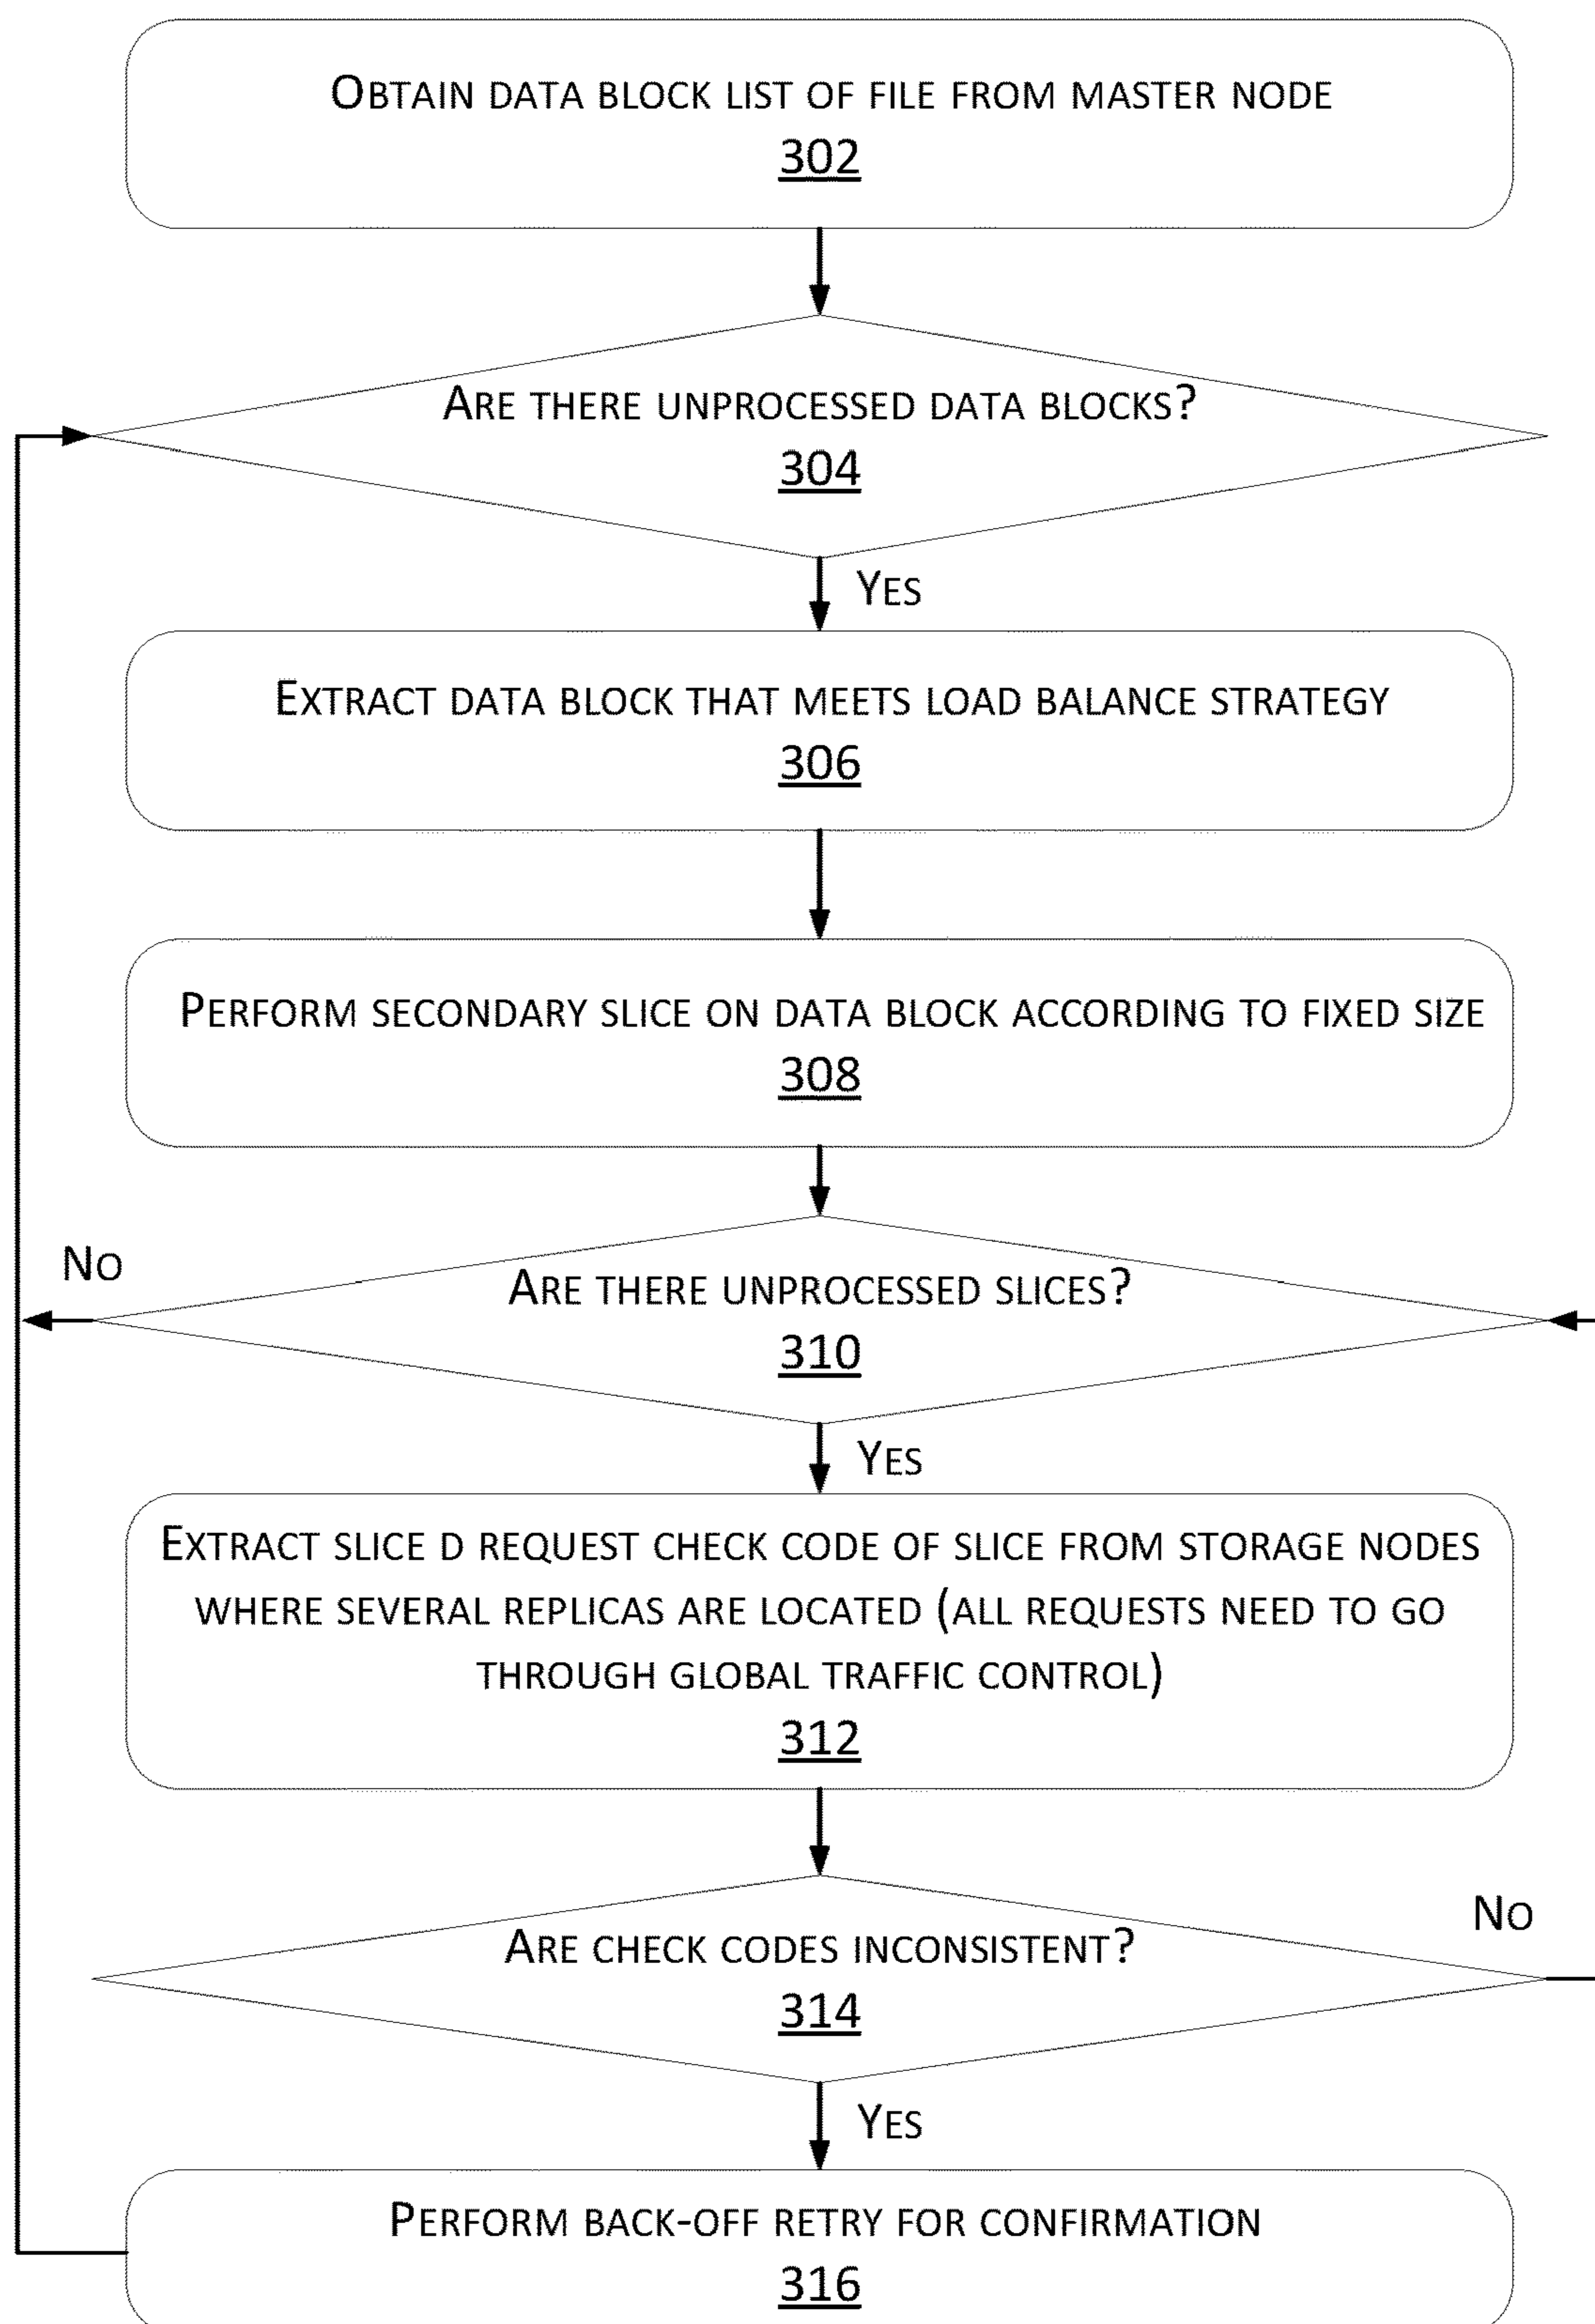 Obtain data block list of file from master node
302
Are there unprocessed data blocks?
304
Yes
Extract data block that meets load balance strategy
306
Perform secondary slice on data block according to fixed size
308
No
Are there unprocessed slices?
310
Yes
Extract slice d request check code of slice from storage nodes
where several replicas are located (all requests need to go
through global traffic control)
312
No
Are check codes inconsistent?
314
Yes
Perform back-off retry for confirmation
316